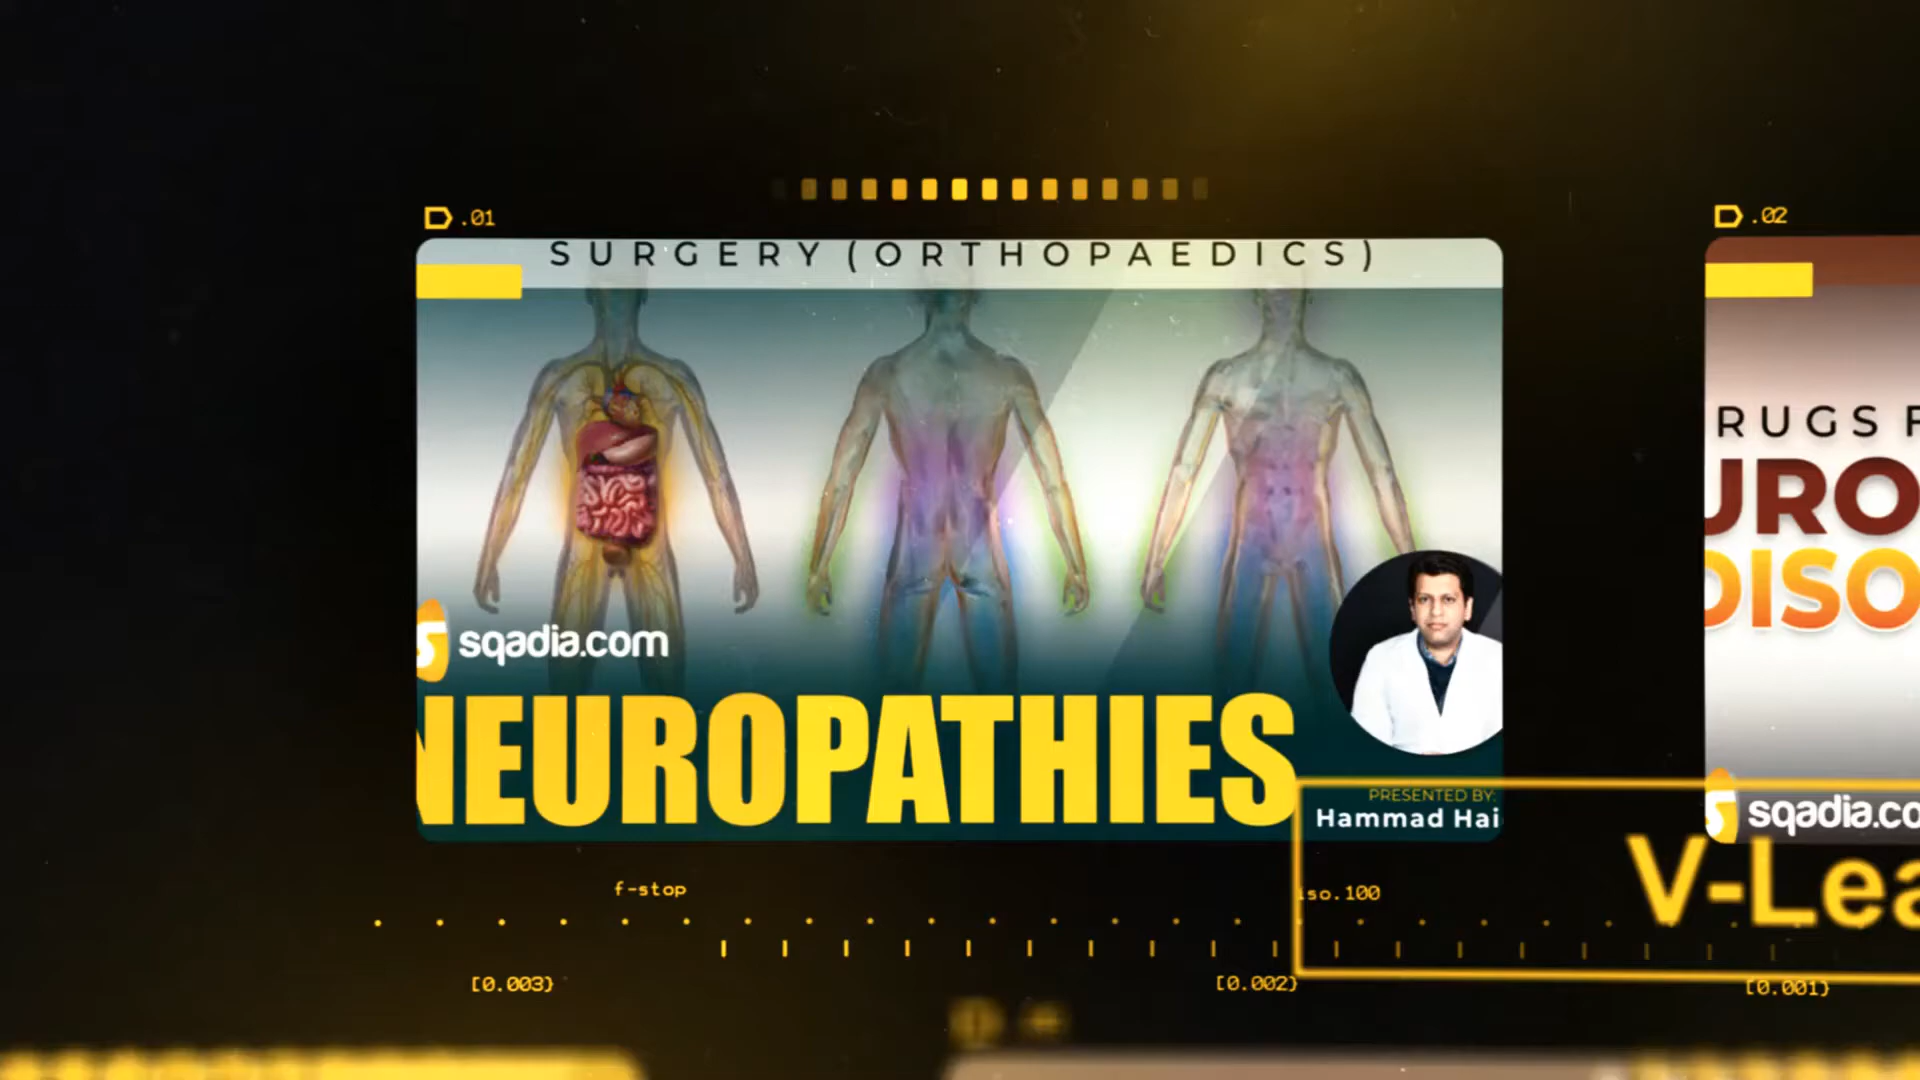 .01
SURGERY (ORTHOPAEDICS)
sqadia.com
NEUROPATHIES
PRESENTED BY:
Hammad Hai
.02
RUGS F
URO
DISO
sqadia.co
V-Lea
f-stop
iso.100
[0.003}
[0.002}
[0.001}